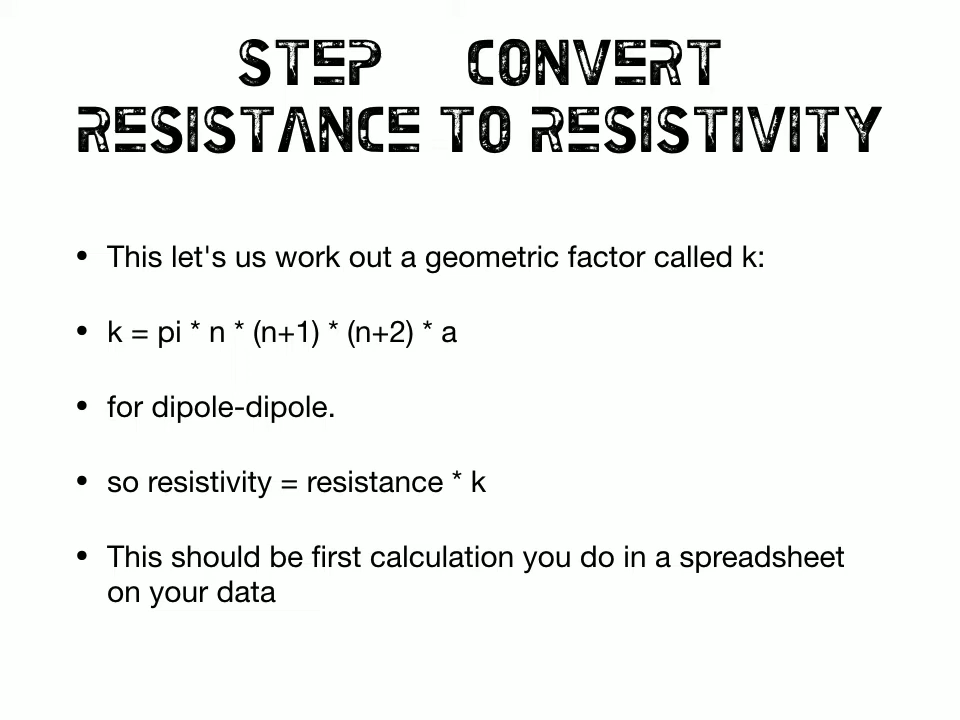 STEP CONVERT
RESISTANCE TO RESISTIVITY
• This let's us work out a geometric factor called k:
• k = pi * n * (n+1) * (n+2) * a
• for dipole-dipole.
• so resistivity = resistance * k
• This should be first calculation you do in a spreadsheet
on your data